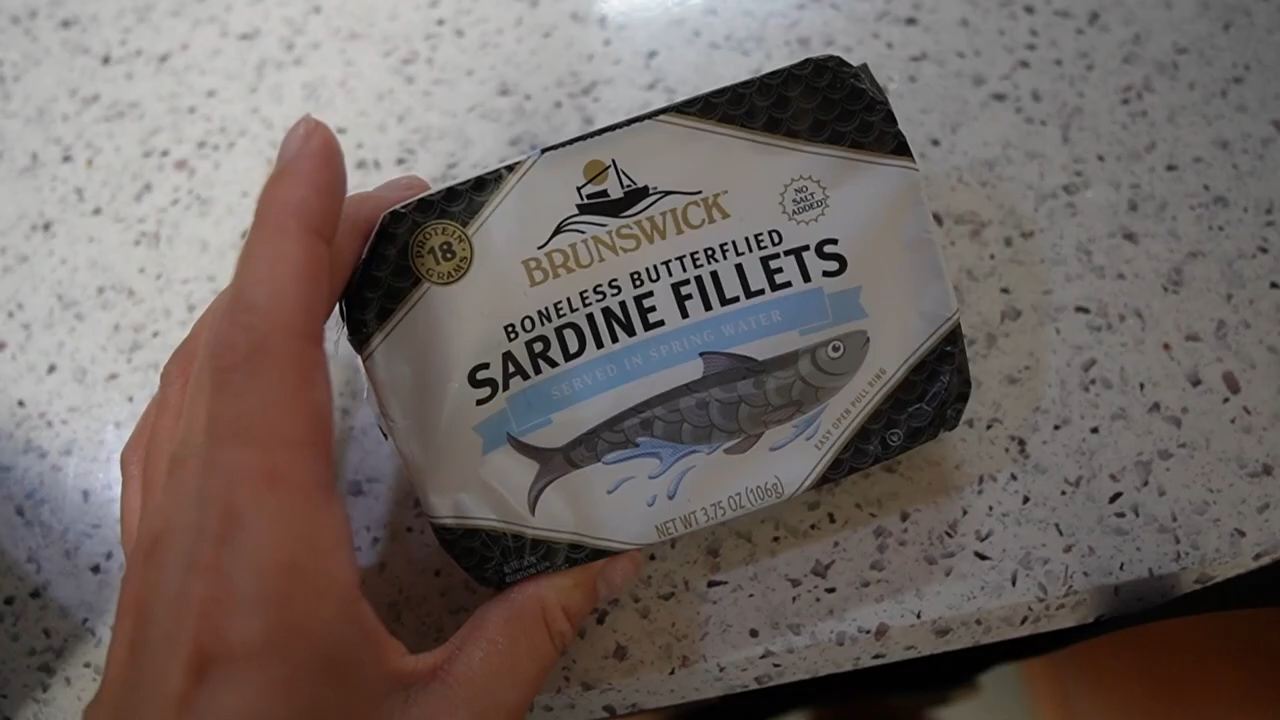 PROTEIN
18
GRAMS
BRUNSWICK™
NO
SALT
ADDED
BONELESS BUTTERFLIED
SARDINE FILLETS
SERVED IN SPRING WATER
EASY OPEN PULL RING
NET WT 3.75 OZ (106g)